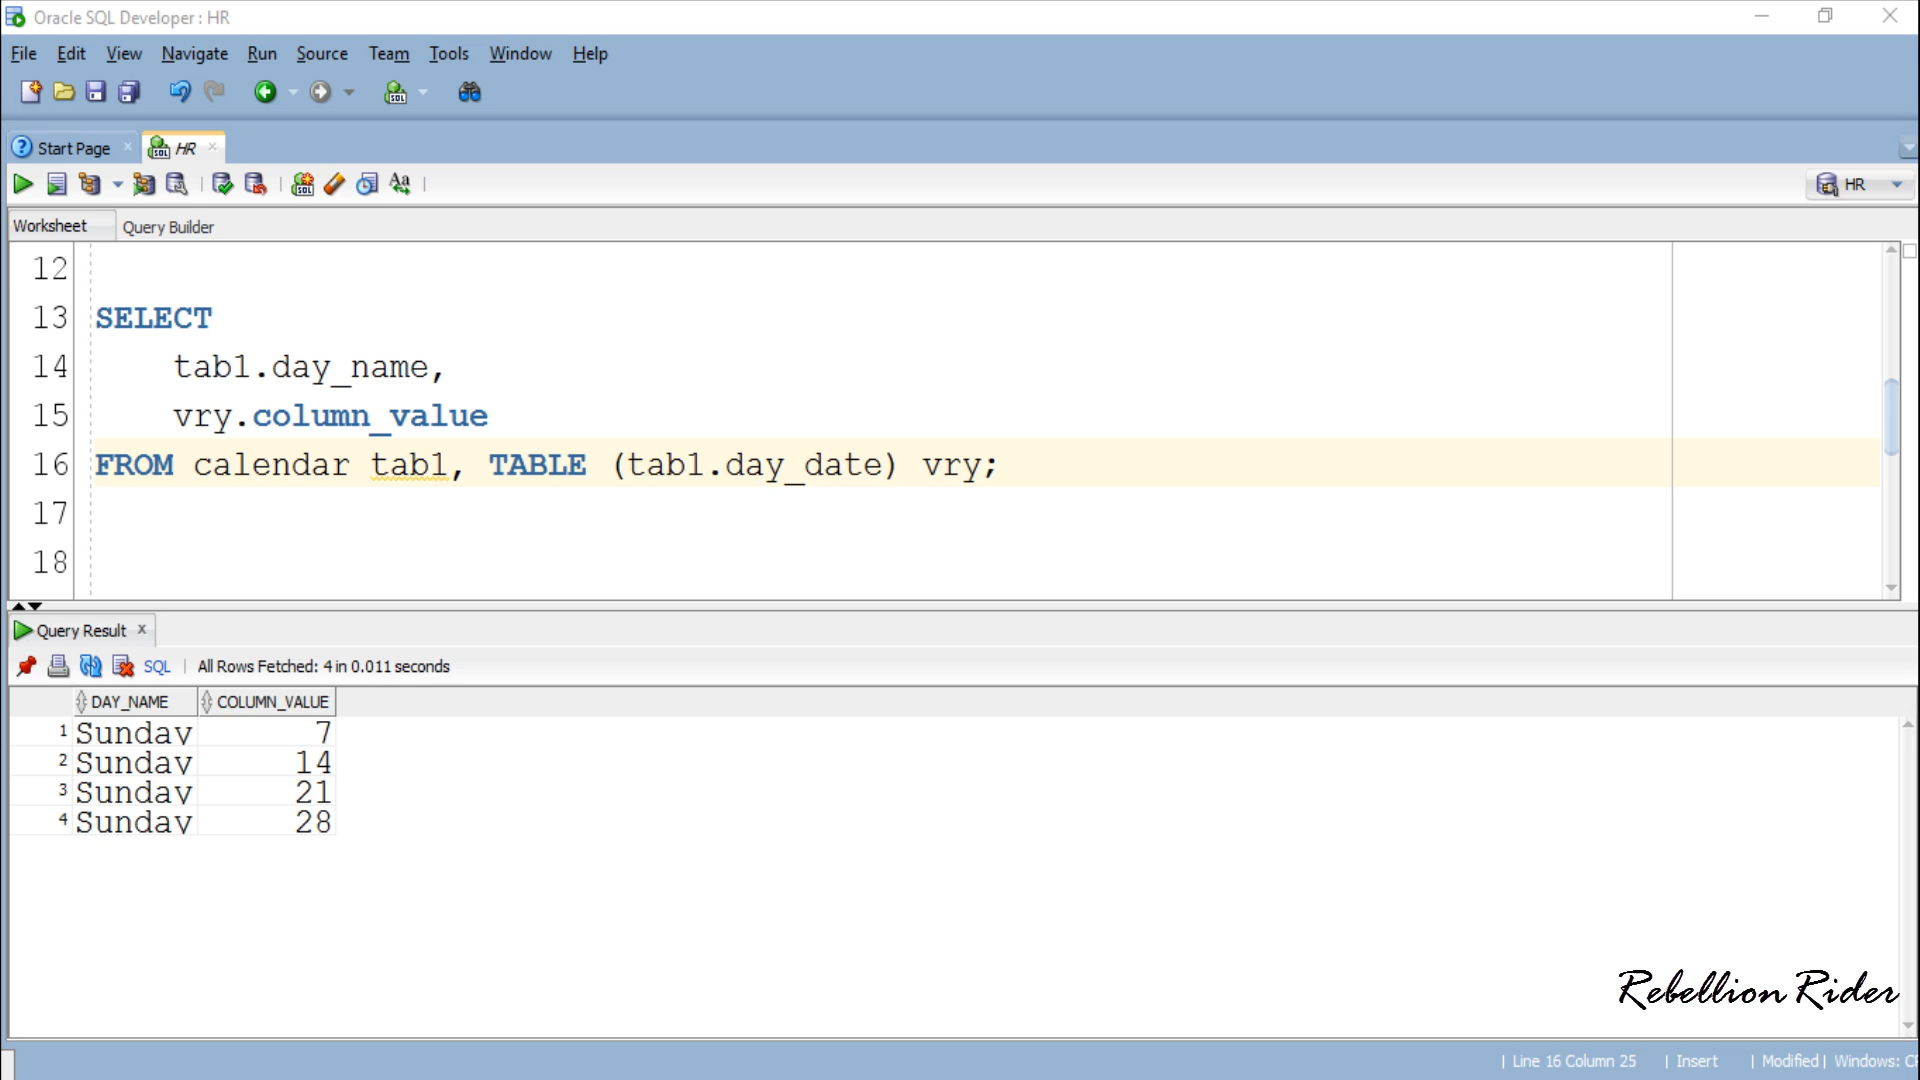 Oracle SQL Developer : HR
File Edit View Navigate Run Source Team Tools Window Help
Start Page HR
HR
Worksheet Query Builder
12
13 SELECT
14 tab1.day_name,
15 vry.column_value
16 FROM calendar tab1, TABLE (tab1.day_date) vry;
17
18
Query Result x
SQL | All Rows Fetched: 4 in 0.011 seconds
DAY_NAME COLUMN_VALUE
1 Sunday 7
2 Sunday 14
3 Sunday 21
4 Sunday 28
Rebellion Rider
| Line 16 Column 25 | Insert | Modified | Windows: